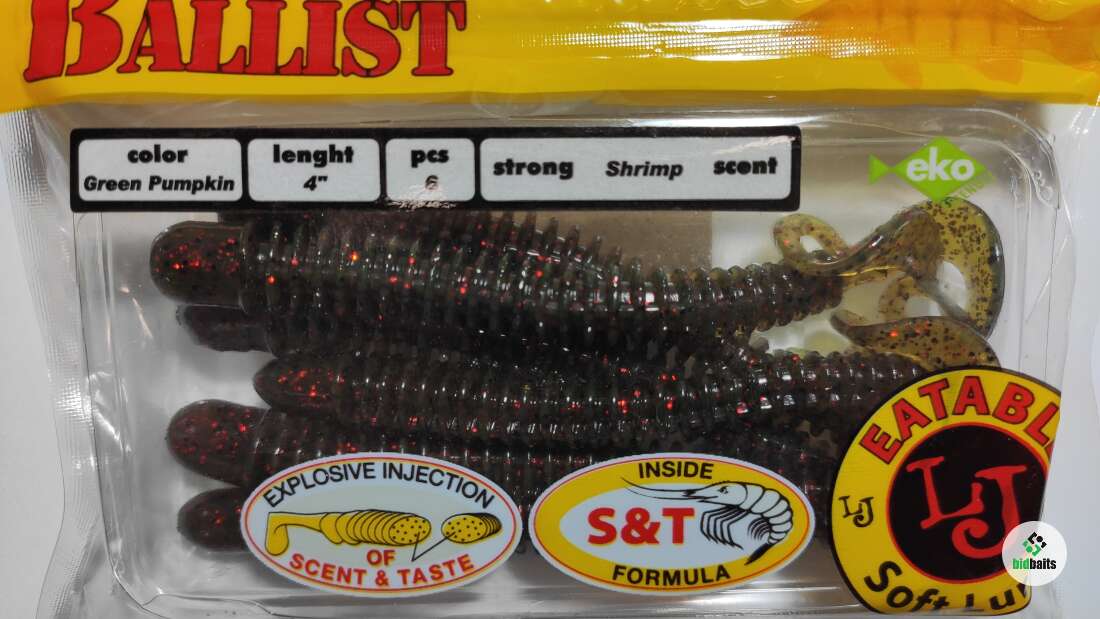 BALLIST
color
Green Pumpkin
lenght
4"
pcs
6
strong Shrimp scent
eko
EXPLOSIVE INJECTION
OF
SCENT & TASTE
INSIDE
S&T
FORMULA
EATABL
LJ
LJ
Soft Lu
bidbaits